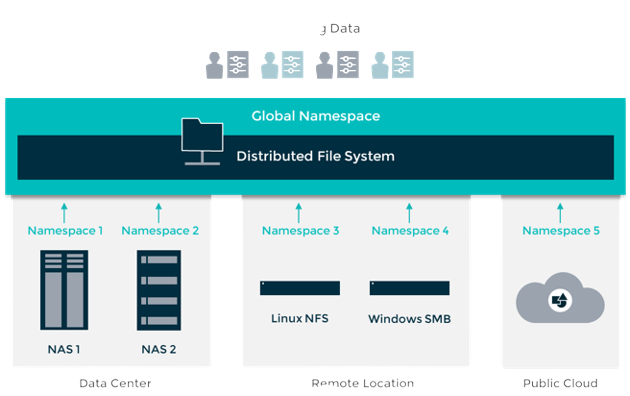 Data
Global Namespace
Distributed File System
Namespace 1
Namespace 2
Namespace 3
Namespace 4
Namespace 5
Linux NFS
Windows SMB
NAS 1
NAS 2
Data Center
Remote Location
Public Cloud